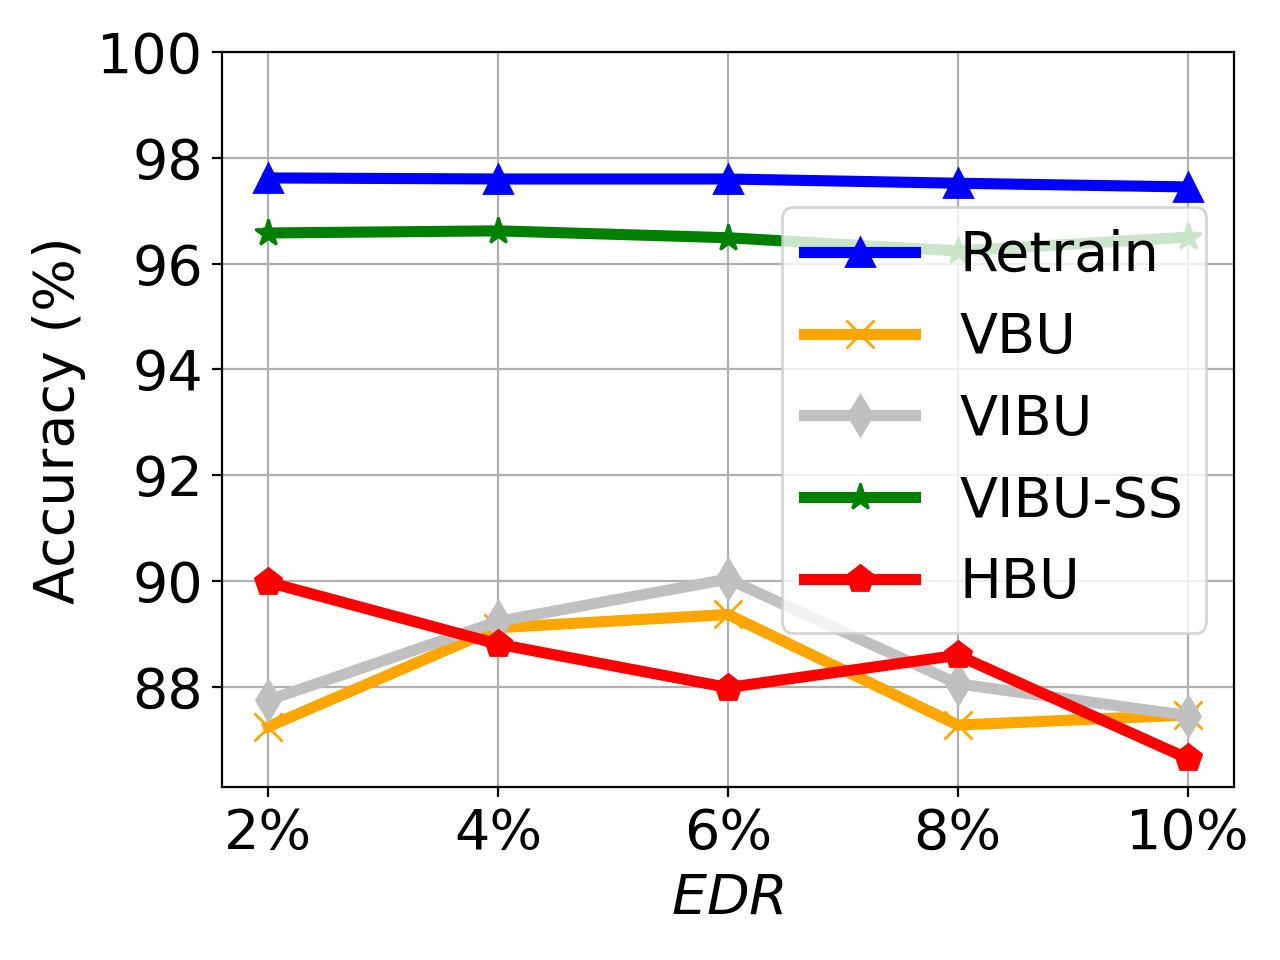 100
98
96
94
92
90
88
Accuracy (%)
Retrain
VBU
VIBU
VIBU-SS
HBU
2% 4% 6% 8% 10%
EDR